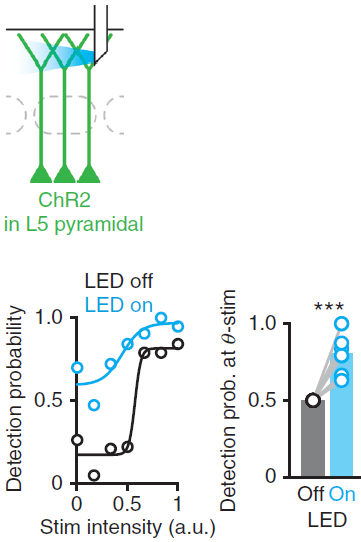 ChR2
in L5 pyramidal
LED off
LED on
Detection probability
1.0
0.5
0
0
0.5
1
Stim intensity (a.u.)
Detection prob. at θ-stim
***
1.0
0.5
0
Off On
LED